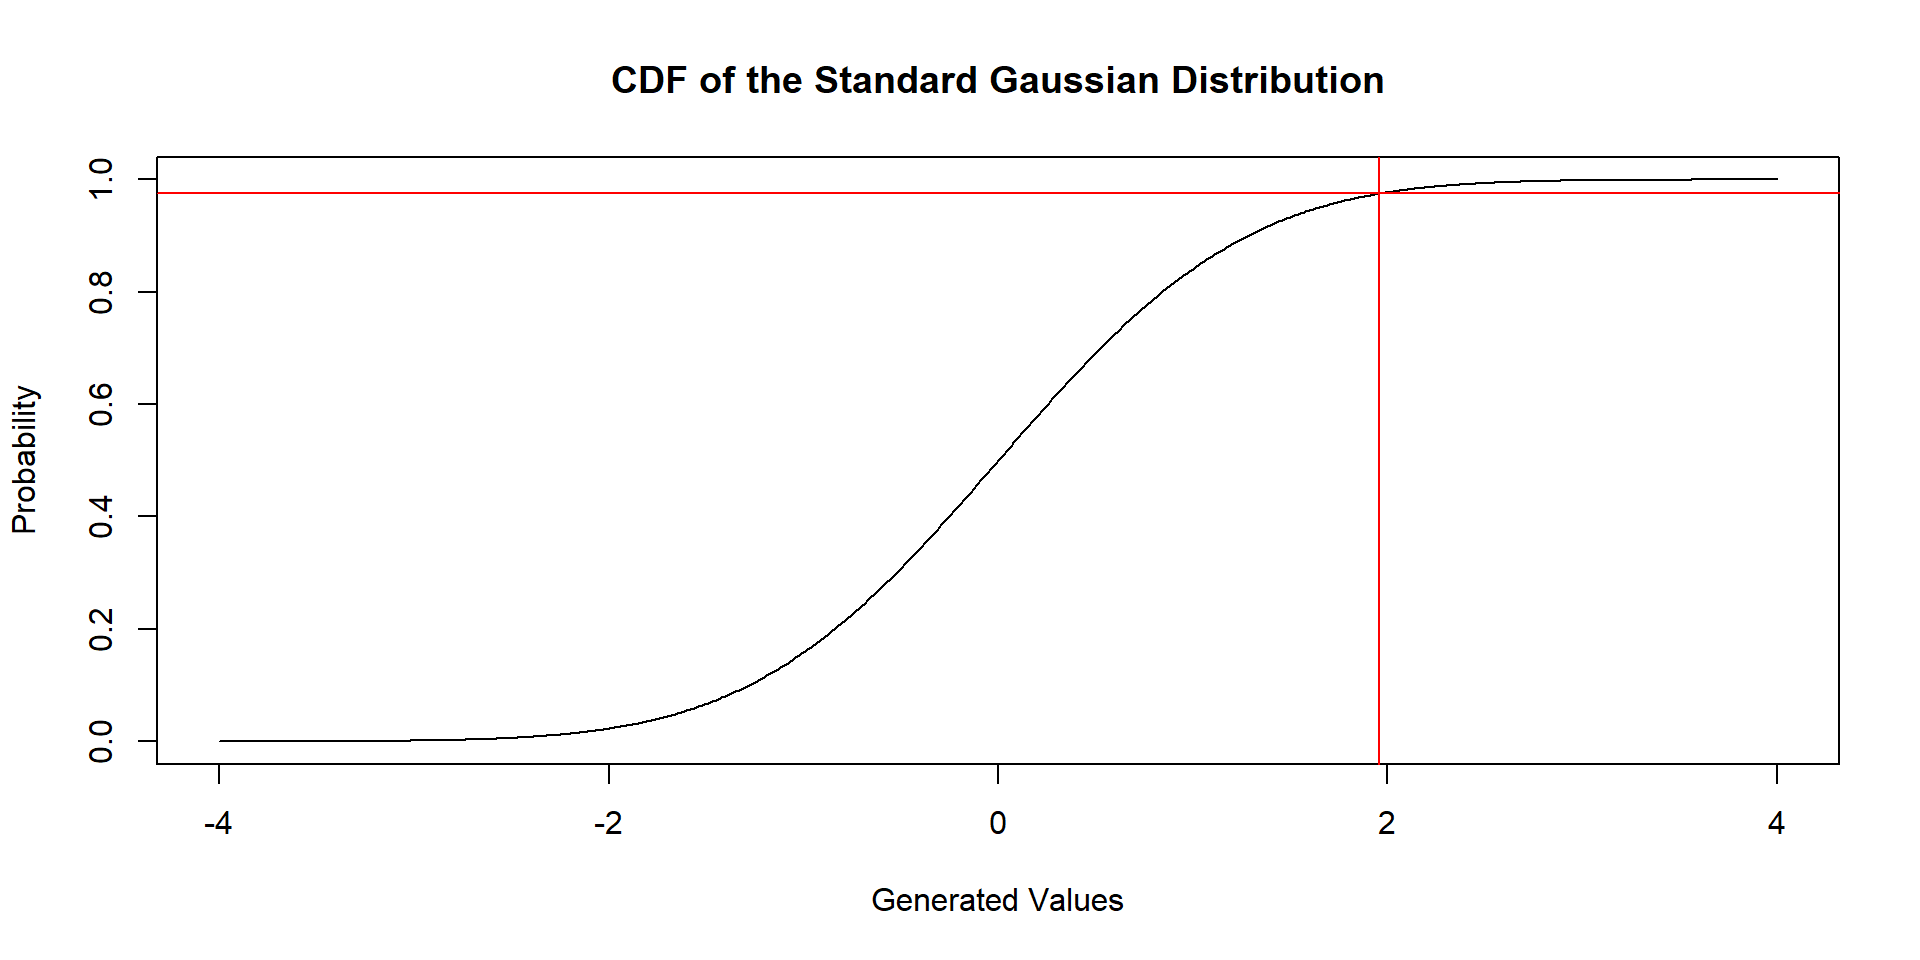 CDF of the Standard Gaussian Distribution
1.0
0.8
0.6
0.4
0.2
0.0
Probability
-4 -2 0 2 4
Generated Values